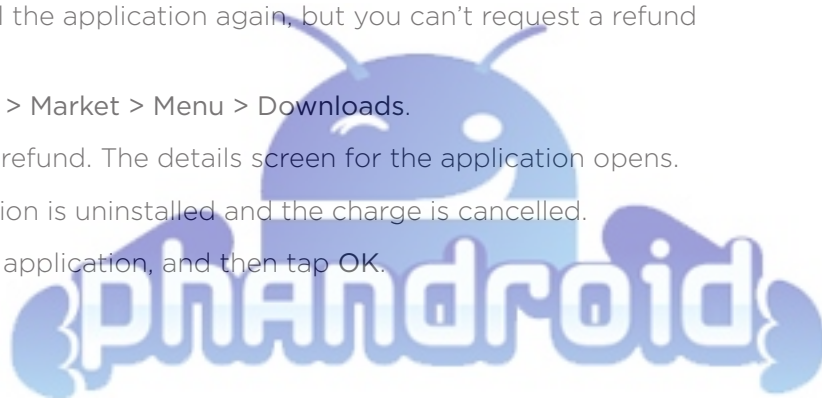 the application again, but you can't request a refund
> Market > Menu > Downloads.
refund. The details screen for the application opens.
ion is uninstalled and the charge is cancelled.
application, and then tap OK.
phandroid